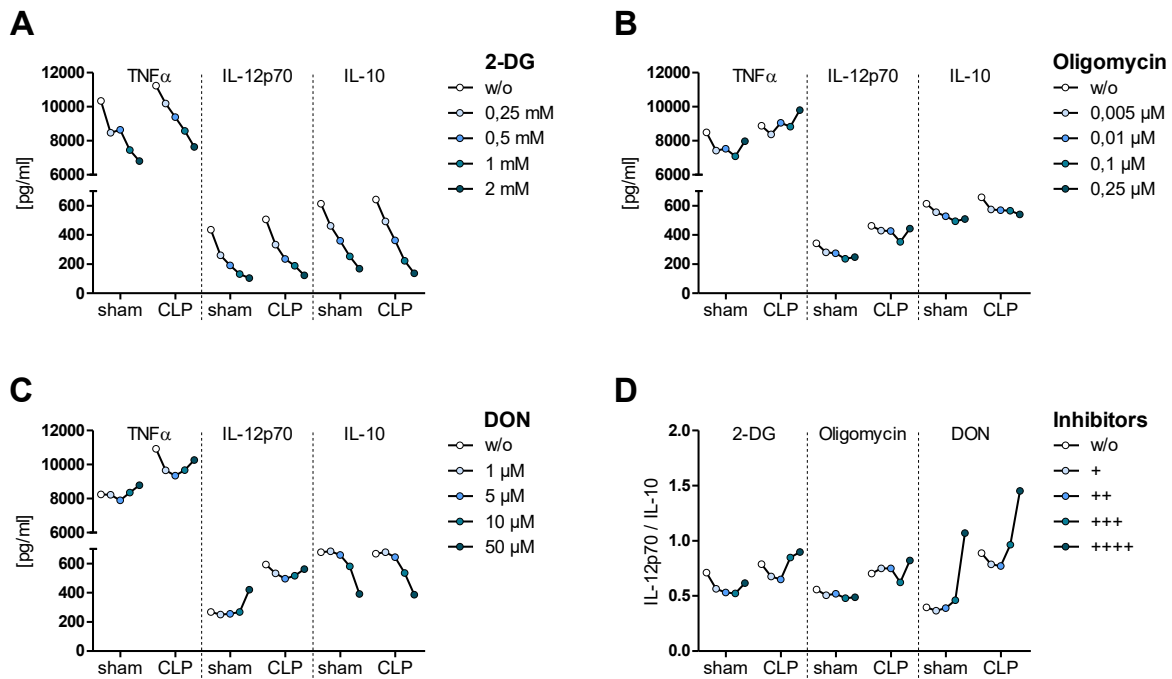 A
2-DG
TNFα IL-12p70 IL-10
12000
10000
8000
6000
600
400
200
0
[pg/ml]
sham CLP sham CLP sham CLP
w/o
0,25 mM
0,5 mM
1 mM
2 mM
B
Oligomycin
TNFα IL-12p70 IL-10
12000
10000
8000
6000
600
400
200
0
[pg/ml]
sham CLP sham CLP sham CLP
w/o
0,005 µM
0,01 µM
0,1 µM
0,25 µM
C
DON
TNFα IL-12p70 IL-10
12000
10000
8000
6000
600
400
200
0
[pg/ml]
sham CLP sham CLP sham CLP
w/o
1 µM
5 µM
10 µM
50 µM
D
Inhibitors
2-DG Oligomycin DON
2.0
1.5
1.0
0.5
0.0
IL-12p70 / IL-10
sham CLP sham CLP sham CLP
w/o
+
++
+++
++++